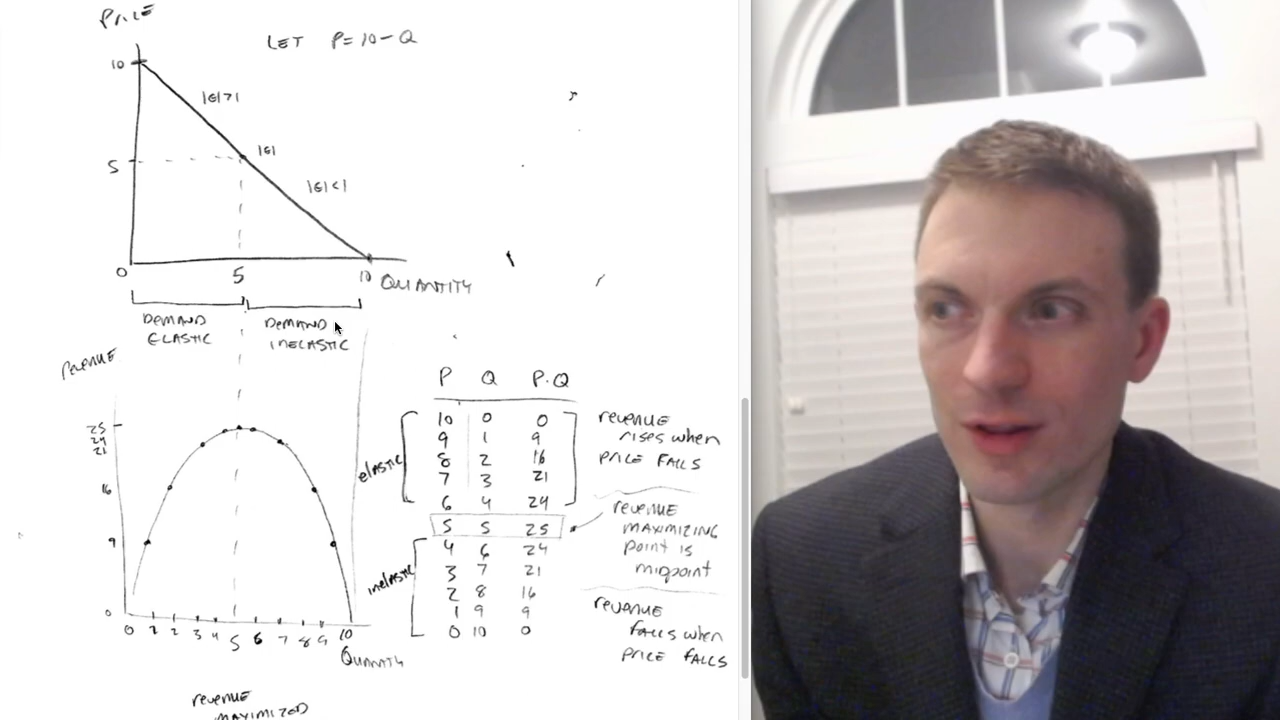 PRICE
LET P=10-Q
10
|ε|>1
5
|ε|<1
0 5 10 QUANTITY
DEMAND ELASTIC
DEMAND INELASTIC
revenue
25
24
21
16
9
0
0 1 2 3 4 5 6 7 8 9 10
QUANTITY
P Q P.Q
10 0 0
9 1 9
8 2 16
7 3 21
6 4 24
5 5 25
4 6 24
3 7 21
2 8 16
1 9 9
0 10 0
elastic
inelastic
revenue
rises when
price falls
revenue
maximizing
point is
midpoint
revenue
falls when
price falls
revenue
MAXIMIZED